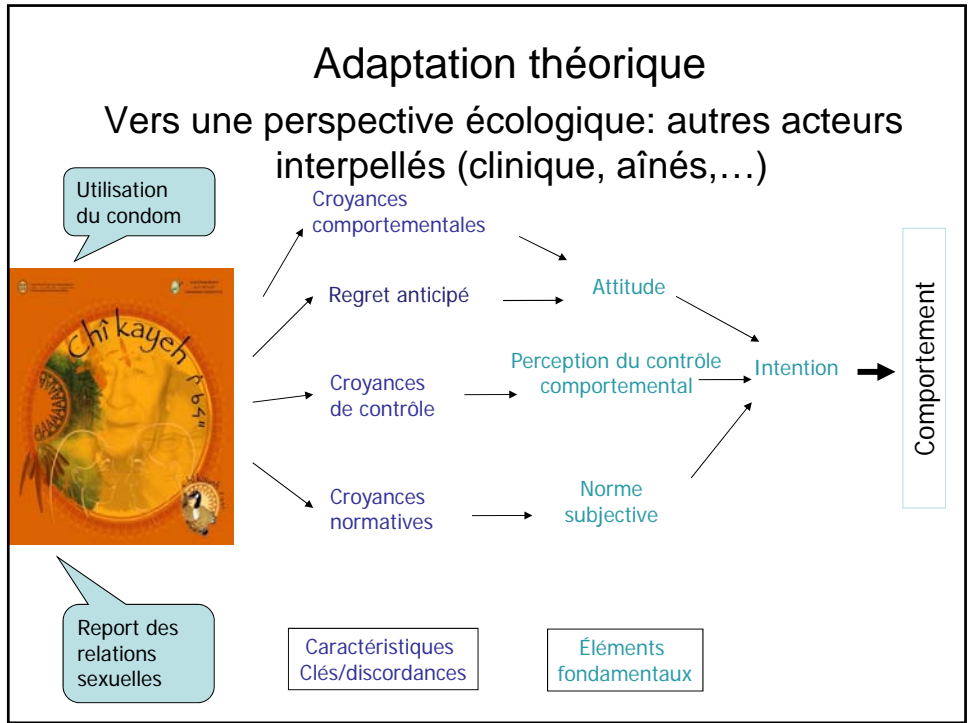 Adaptation théorique
Vers une perspective écologique: autres acteurs
interpellés (clinique, aînés,…)
Utilisation
du condom
Croyances
comportementales
Regret anticipé
Attitude
Chî kayeh
Croyances
de contrôle
Perception du contrôle
comportemental
Intention
Comportement
Croyances
normatives
Norme
subjective
Report des
relations
sexuelles
Caractéristiques
Clés/discordances
Éléments
fondamentaux